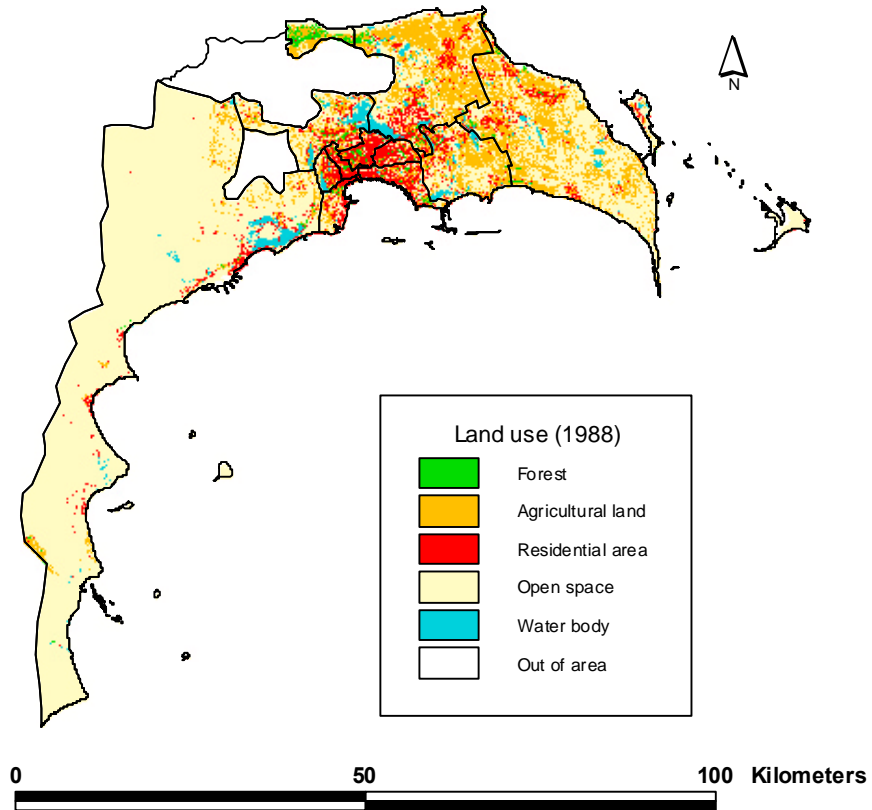 N
Land use (1988)
Forest
Agricultural land
Residential area
Open space
Water body
Out of area
0 50 100 Kilometers